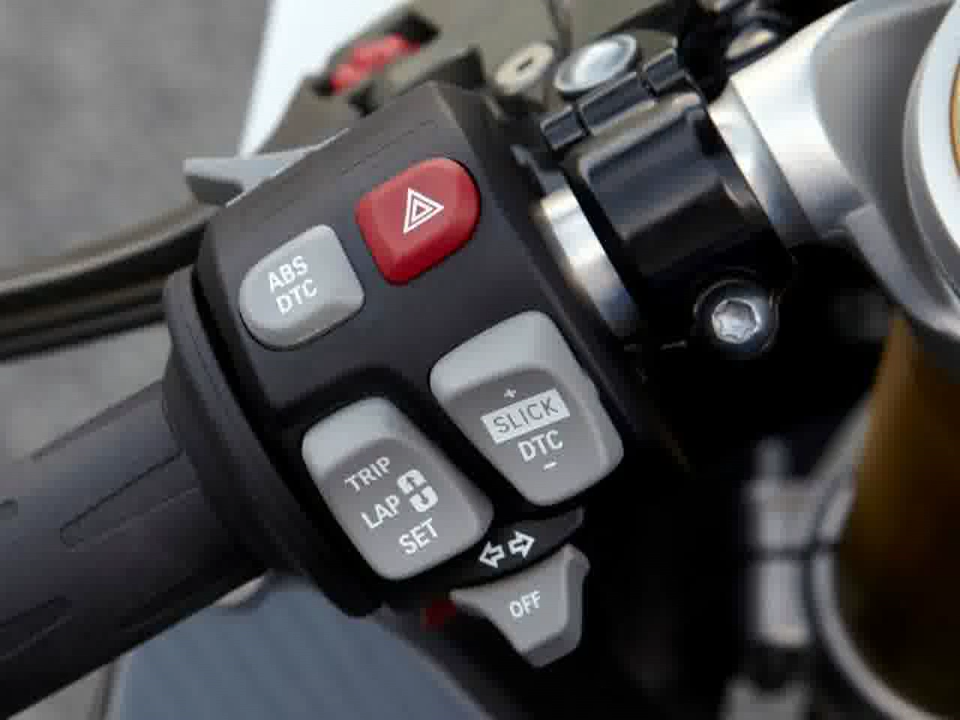 ABS
DTC
+
SLICK
DTC
-
TRIP
LAP
SET
OFF